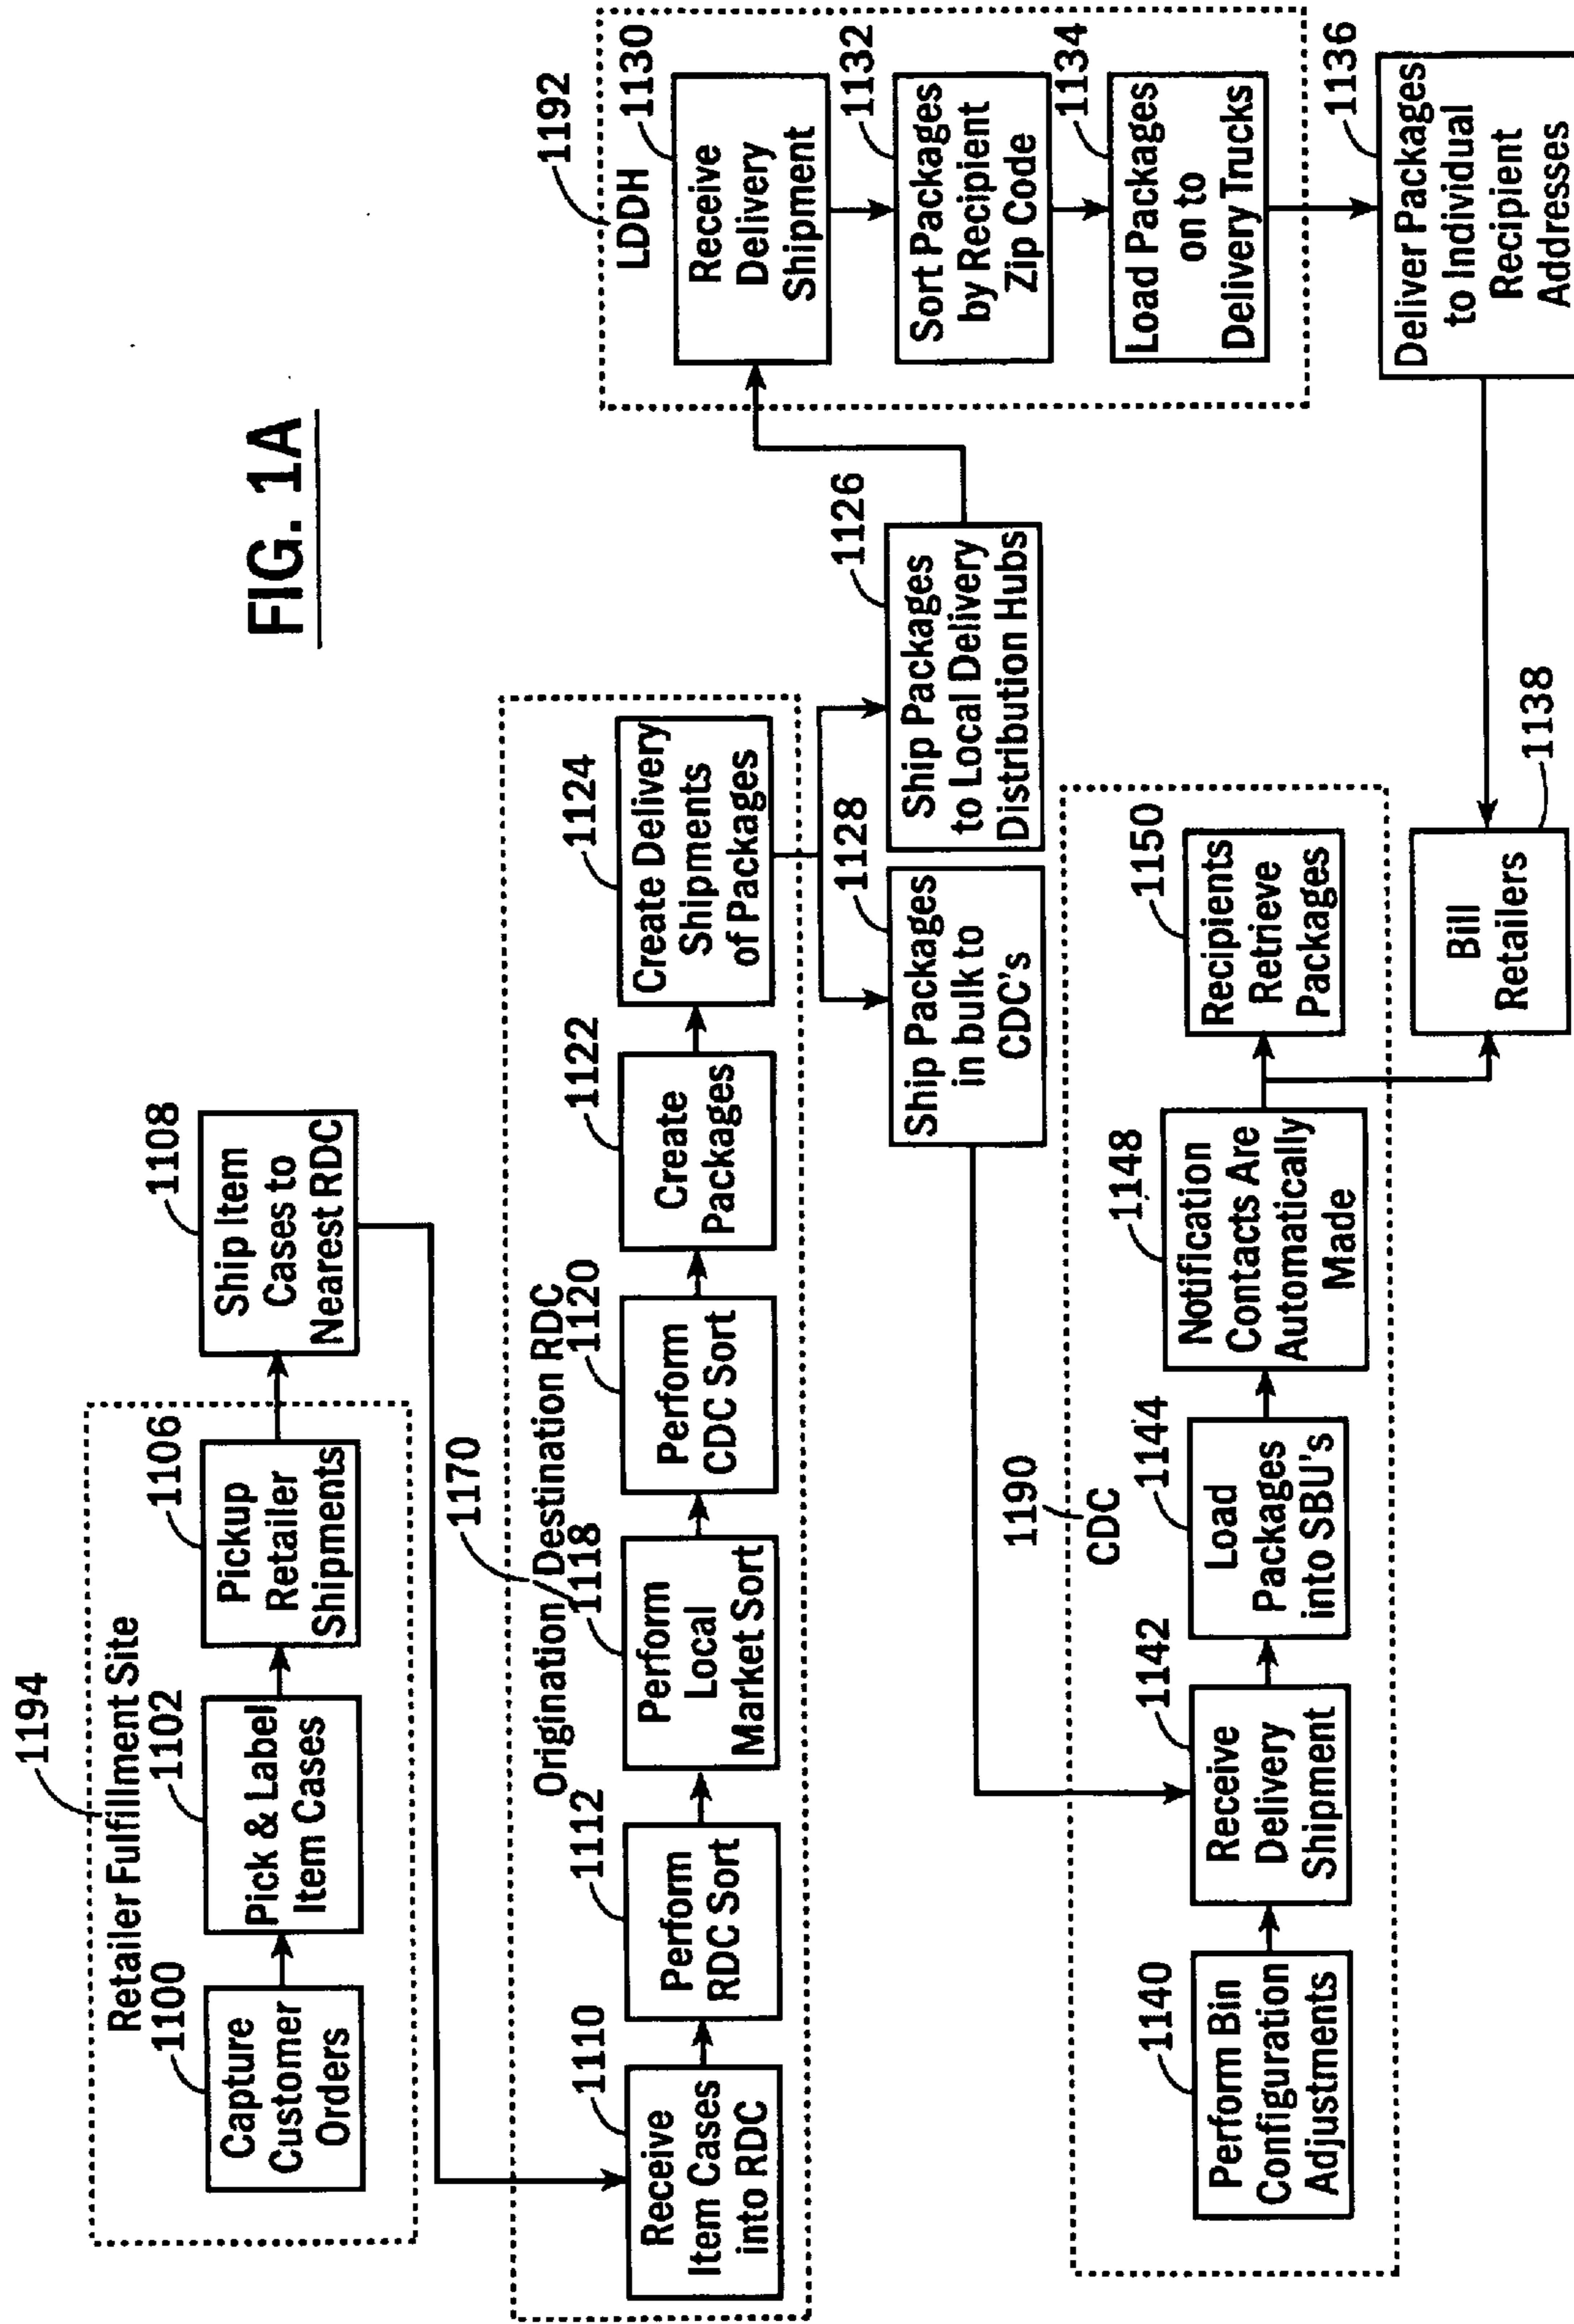 FIG. 1A
1194
Retailer Fulfillment Site
1100
Capture
Customer
Orders
1102
Pick & Label
Item Cases
1106
Pickup
Retailer
Shipments
1108
Ship Item
Cases to
Nearest RDC
1170
Origination/Destination RDC
1110
Receive
Item Cases
into RDC
1112
Perform
RDC Sort
1118
Perform
Local
Market Sort
1120
Perform
CDC Sort
1122
Create
Packages
1124
Create Delivery
Shipments
of Packages
1128
Ship Packages
in bulk to
CDC's
1126
Ship Packages
to Local Delivery
Distribution Hubs
1192
LDDH
1130
Receive
Delivery
Shipment
1132
Sort Packages
by Recipient
Zip Code
1134
Load Packages
on to
Delivery Trucks
1136
Deliver Packages
to Individual
Recipient
Addresses
1190
CDC
1140
Perform Bin
Configuration
Adjustments
1142
Receive
Delivery
Shipment
1144
Load
Packages
into SBU's
1148
Notification
Contacts Are
Automatically
Made
1150
Recipients
Retrieve
Packages
Bill
Retailers
1138